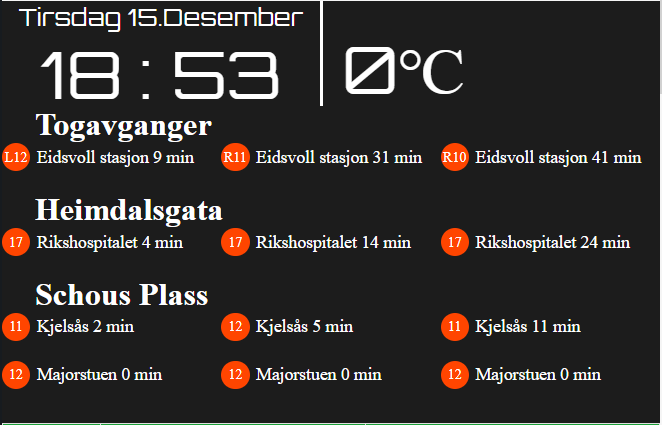 Tirsdag 15.Desember
18 : 53 0°C
Togavganger
L12 Eidsvoll stasjon 9 min R11 Eidsvoll stasjon 31 min R10 Eidsvoll stasjon 41 min
Heimdalsgata
17 Rikshospitalet 4 min 17 Rikshospitalet 14 min 17 Rikshospitalet 24 min
Schous Plass
11 Kjelsås 2 min 12 Kjelsås 5 min 11 Kjelsås 11 min
12 Majorstuen 0 min 12 Majorstuen 0 min 12 Majorstuen 0 min